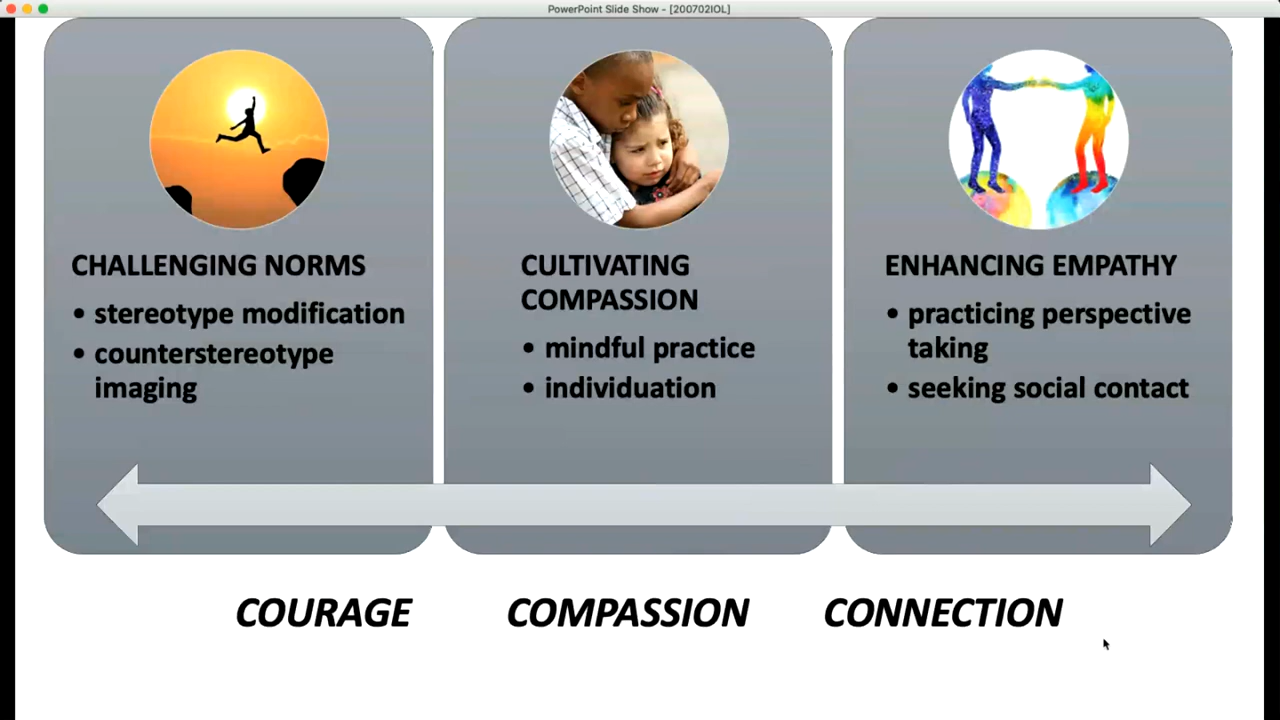 PowerPoint Slide Show - [200702IOL]
CHALLENGING NORMS
• stereotype modification
• counterstereotype
imaging
CULTIVATING
COMPASSION
• mindful practice
• individuation
ENHANCING EMPATHY
• practicing perspective
taking
• seeking social contact
COURAGE
COMPASSION
CONNECTION